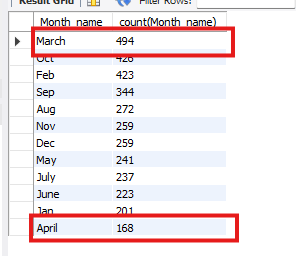 Result Grid Filter Rows:
Month_name count(Month_name)
March 494
Oct 426
Feb 423
Sep 344
Aug 272
Nov 259
Dec 259
May 241
July 237
June 223
Jan 201
April 168